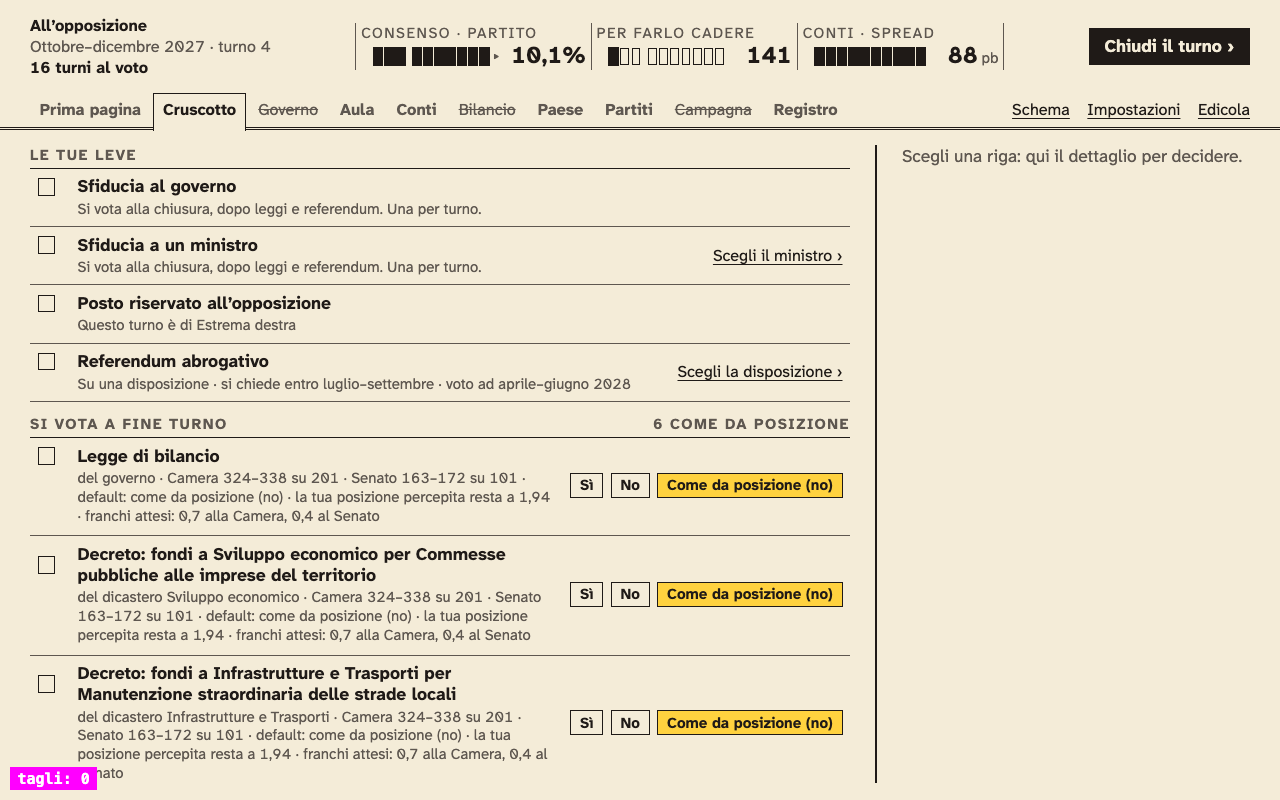 All'opposizione
Ottobre–dicembre 2027 · turno 4
16 turni al voto
CONSENSO · PARTITO
10,1%
PER FARLO CADERE
141
CONTI · SPREAD
88 pb
Chiudi il turno ›
Prima pagina
Cruscotto
Governo
Aula
Conti
Bilancio
Paese
Partiti
Campagna
Registro
Schema
Impostazioni
Edicola
LE TUE LEVE
Sfiducia al governo
Si vota alla chiusura, dopo leggi e referendum. Una per turno.
Sfiducia a un ministro
Si vota alla chiusura, dopo leggi e referendum. Una per turno.
Scegli il ministro ›
Posto riservato all'opposizione
Questo turno è di Estrema destra
Referendum abrogativo
Su una disposizione · si chiede entro luglio–settembre · voto ad aprile–giugno 2028
Scegli la disposizione ›
SI VOTA A FINE TURNO
6 COME DA POSIZIONE
Legge di bilancio
del governo · Camera 324–338 su 201 · Senato 163–172 su 101 ·
default: come da posizione (no) · la tua posizione percepita resta a 1,94
· franchi attesi: 0,7 alla Camera, 0,4 al Senato
Sì
No
Come da posizione (no)
Decreto: fondi a Sviluppo economico per Commesse
pubbliche alle imprese del territorio
del dicastero Sviluppo economico · Camera 324–338 su 201 · Senato
163–172 su 101 · default: come da posizione (no) · la tua posizione
percepita resta a 1,94 · franchi attesi: 0,7 alla Camera, 0,4 al Senato
Sì
No
Come da posizione (no)
Decreto: fondi a Infrastrutture e Trasporti per
Manutenzione straordinaria delle strade locali
del dicastero Infrastrutture e Trasporti · Camera 324–338 su 201 ·
Senato 163–172 su 101 · default: come da posizione (no) · la tua
posizione percepita resta a 1,94 · franchi attesi: 0,7 alla Camera, 0,4 al
nato
Sì
No
Come da posizione (no)
tagli: 0
Scegli una riga: qui il dettaglio per decidere.